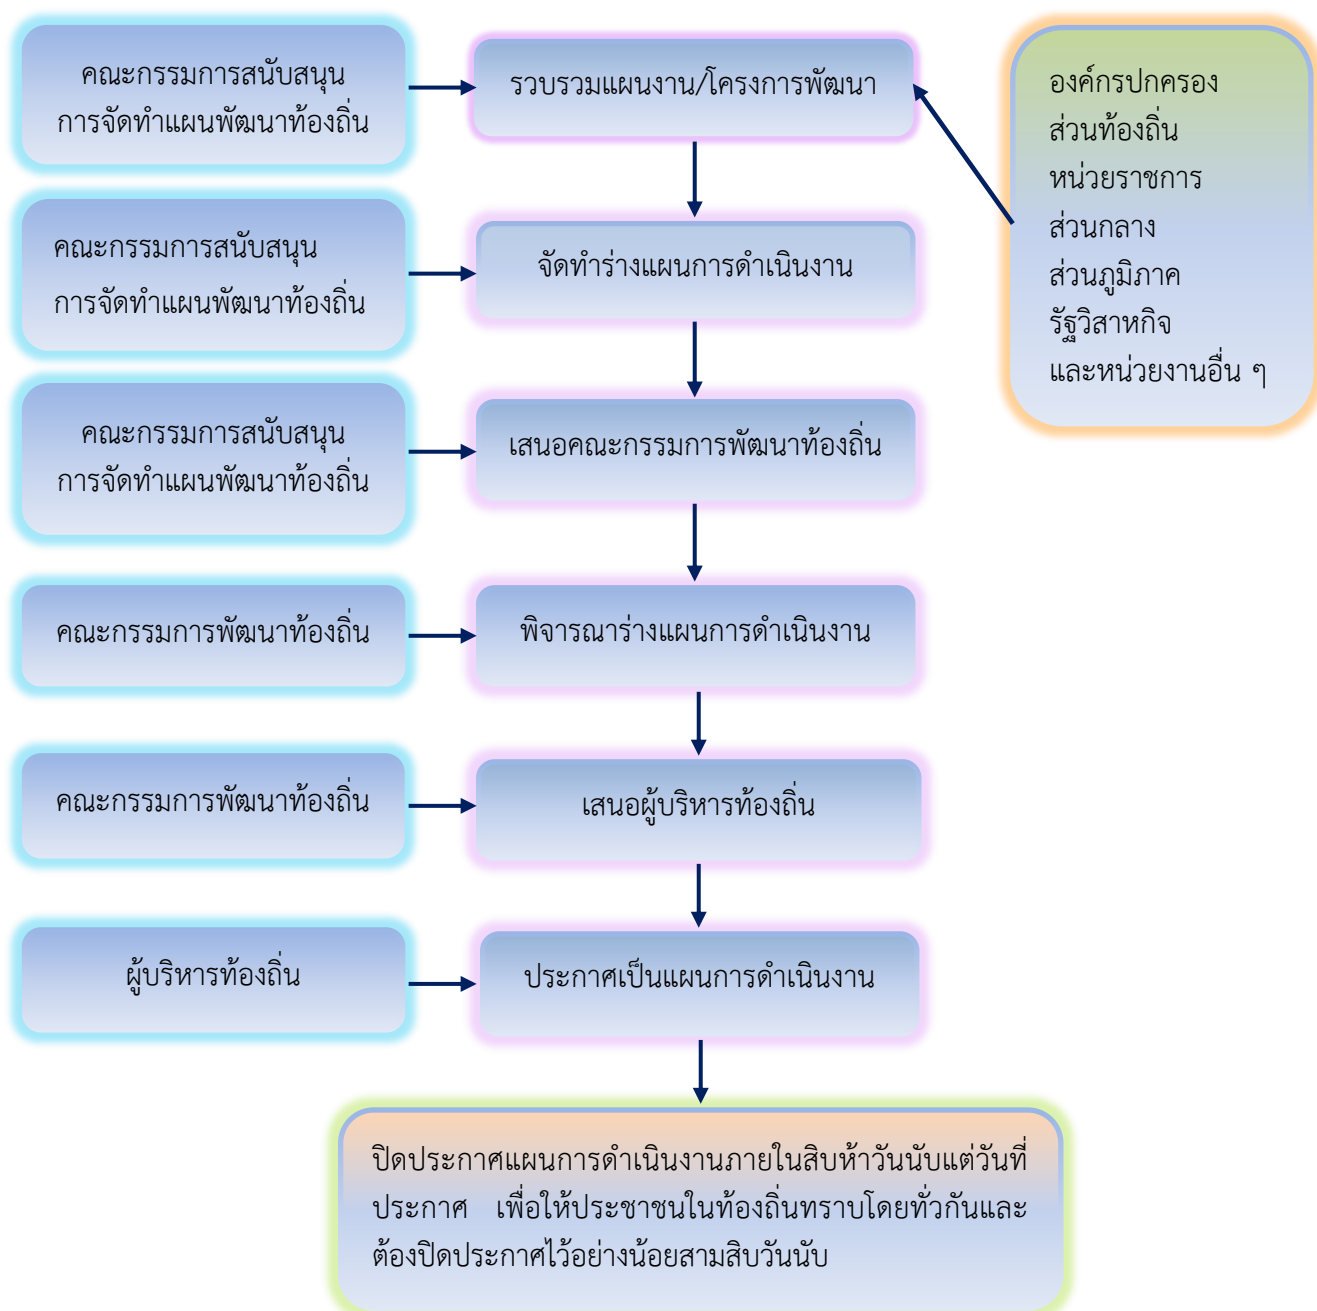 คณะกรรมการสนับสนุน
การจัดทำแผนพัฒนาท้องถิ่น
รวบรวมแผนงาน/โครงการพัฒนา
องค์กรปกครอง
ส่วนท้องถิ่น
หน่วยราชการ
ส่วนกลาง
ส่วนภูมิภาค
รัฐวิสาหกิจ
และหน่วยงานอื่น ๆ
คณะกรรมการสนับสนุน
การจัดทำแผนพัฒนาท้องถิ่น
จัดทำร่างแผนการดำเนินงาน
คณะกรรมการสนับสนุน
การจัดทำแผนพัฒนาท้องถิ่น
เสนอคณะกรรมการพัฒนาท้องถิ่น
คณะกรรมการพัฒนาท้องถิ่น
พิจารณาร่างแผนการดำเนินงาน
คณะกรรมการพัฒนาท้องถิ่น
เสนอผู้บริหารท้องถิ่น
ผู้บริหารท้องถิ่น
ประกาศเป็นแผนการดำเนินงาน
ปิดประกาศแผนการดำเนินงานภายในสิบห้าวันนับแต่วันที่
ประกาศ เพื่อให้ประชาชนในท้องถิ่นทราบโดยทั่วกันและ
ต้องปิดประกาศไว้อย่างน้อยสามสิบวันนับ